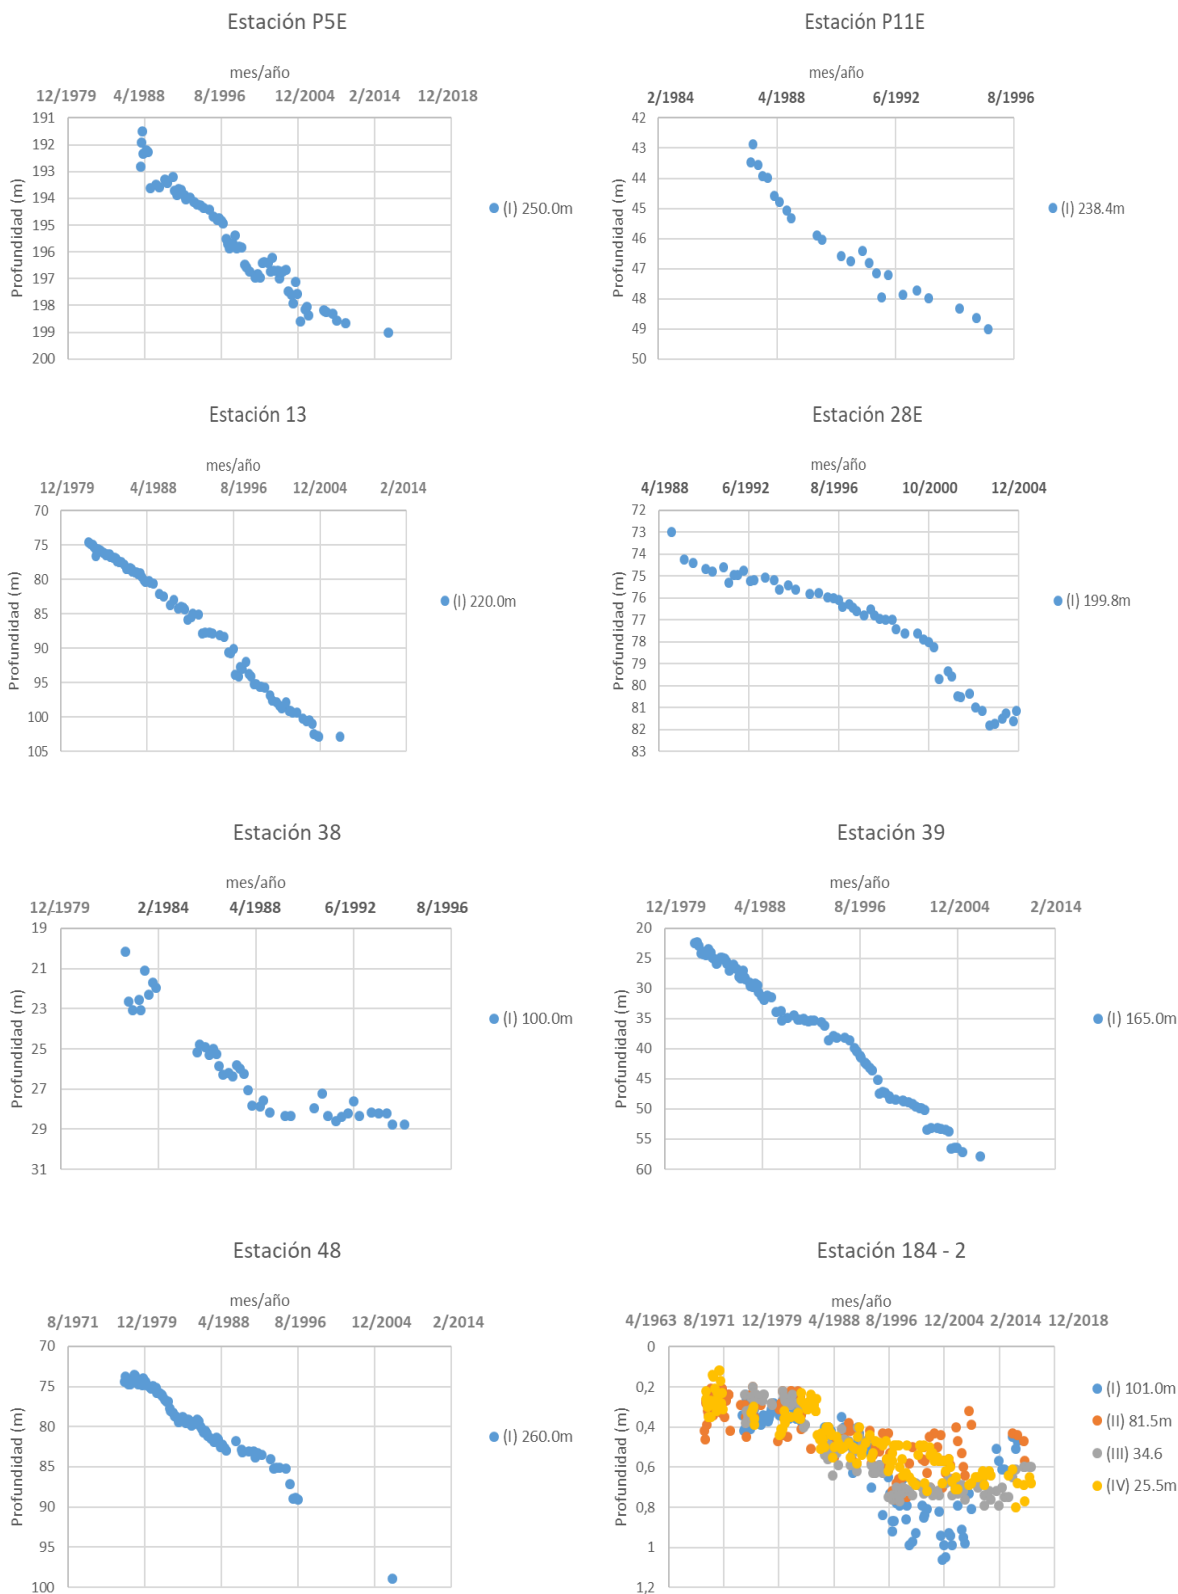 Estación P5E
mes/año
12/1979 4/1988 8/1996 12/2004 2/2014 12/2018
Profundidad (m)
191
192
193
194
195
196
197
198
199
200
(I) 250.0m
Estación P11E
mes/año
2/1984 4/1988 6/1992 8/1996
Profundidad (m)
42
43
44
45
46
47
48
49
50
(I) 238.4m
Estación 13
mes/año
12/1979 4/1988 8/1996 12/2004 2/2014
Profundidad (m)
70
75
80
85
90
95
100
105
(I) 220.0m
Estación 28E
mes/año
4/1988 6/1992 8/1996 10/2000 12/2004
Profundidad (m)
72
73
74
75
76
77
78
79
80
81
82
83
(I) 199.8m
Estación 38
mes/año
12/1979 2/1984 4/1988 6/1992 8/1996
Profundidad (m)
19
21
23
25
27
29
31
(I) 100.0m
Estación 39
mes/año
12/1979 4/1988 8/1996 12/2004 2/2014
Profundidad (m)
20
25
30
35
40
45
50
55
60
(I) 165.0m
Estación 48
mes/año
8/1971 12/1979 4/1988 8/1996 12/2004 2/2014
Profundidad (m)
70
75
80
85
90
95
100
(I) 260.0m
Estación 184 - 2
mes/año
4/1963 8/1971 12/1979 4/1988 8/1996 12/2004 2/2014 12/2018
Profundidad (m)
0
0,2
0,4
0,6
0,8
1
1,2
(I) 101.0m
(II) 81.5m
(III) 34.6
(IV) 25.5m